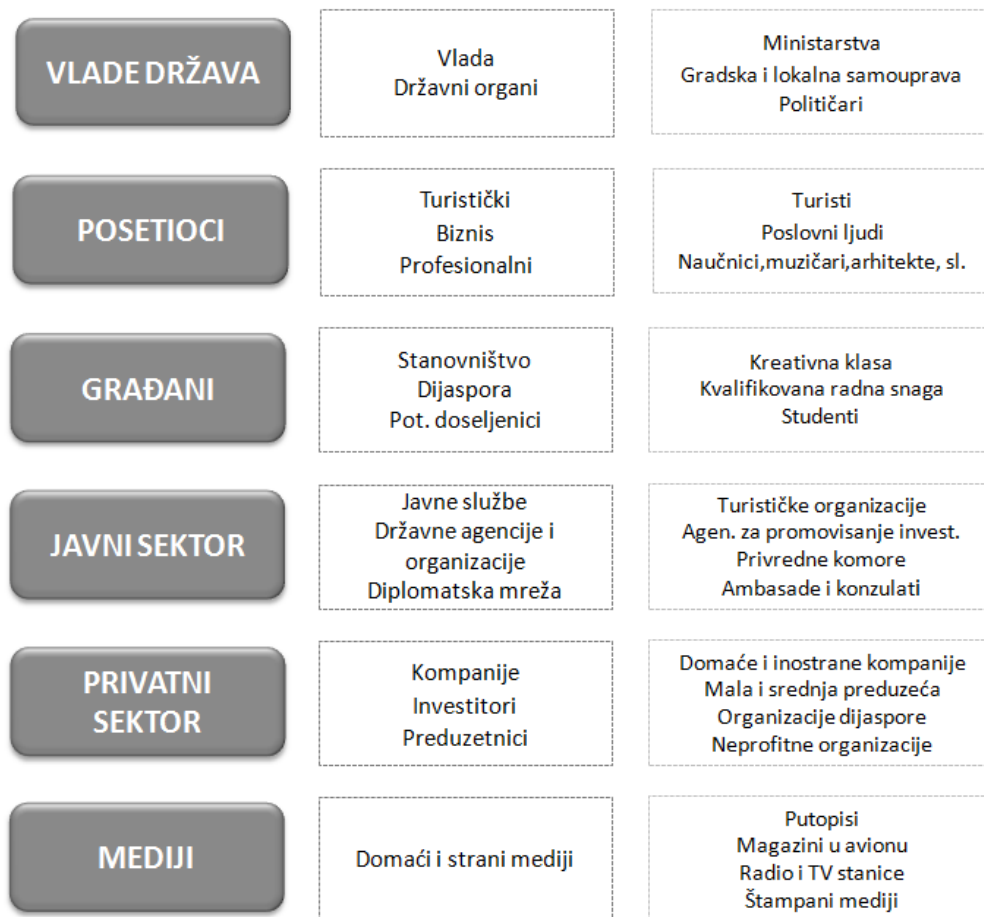 VLADE DRŽAVA
Vlada
Državni organi
Ministarstva
Gradska i lokalna samouprava
Političari
POSETIOCI
Turistički
Biznis
Profesionalni
Turisti
Poslovni ljudi
Naučnici,muzičari,arhitekte, sl.
GRAĐANI
Stanovništvo
Dijaspora
Pot. doseljenici
Kreativna klasa
Kvalifikovana radna snaga
Studenti
JAVNI SEKTOR
Javne službe
Državne agencije i
organizacije
Diplomatska mreža
Turističke organizacije
Agen. za promovisanje invest.
Privredne komore
Ambasade i konzulati
PRIVATNI
SEKTOR
Kompanije
Investitori
Preduzetnici
Domaće i inostrane kompanije
Mala i srednja preduzeća
Organizacije dijaspore
Neprofitne organizacije
MEDIJI
Domaći i strani mediji
Putopisi
Magazini u avionu
Radio i TV stanice
Štampani mediji